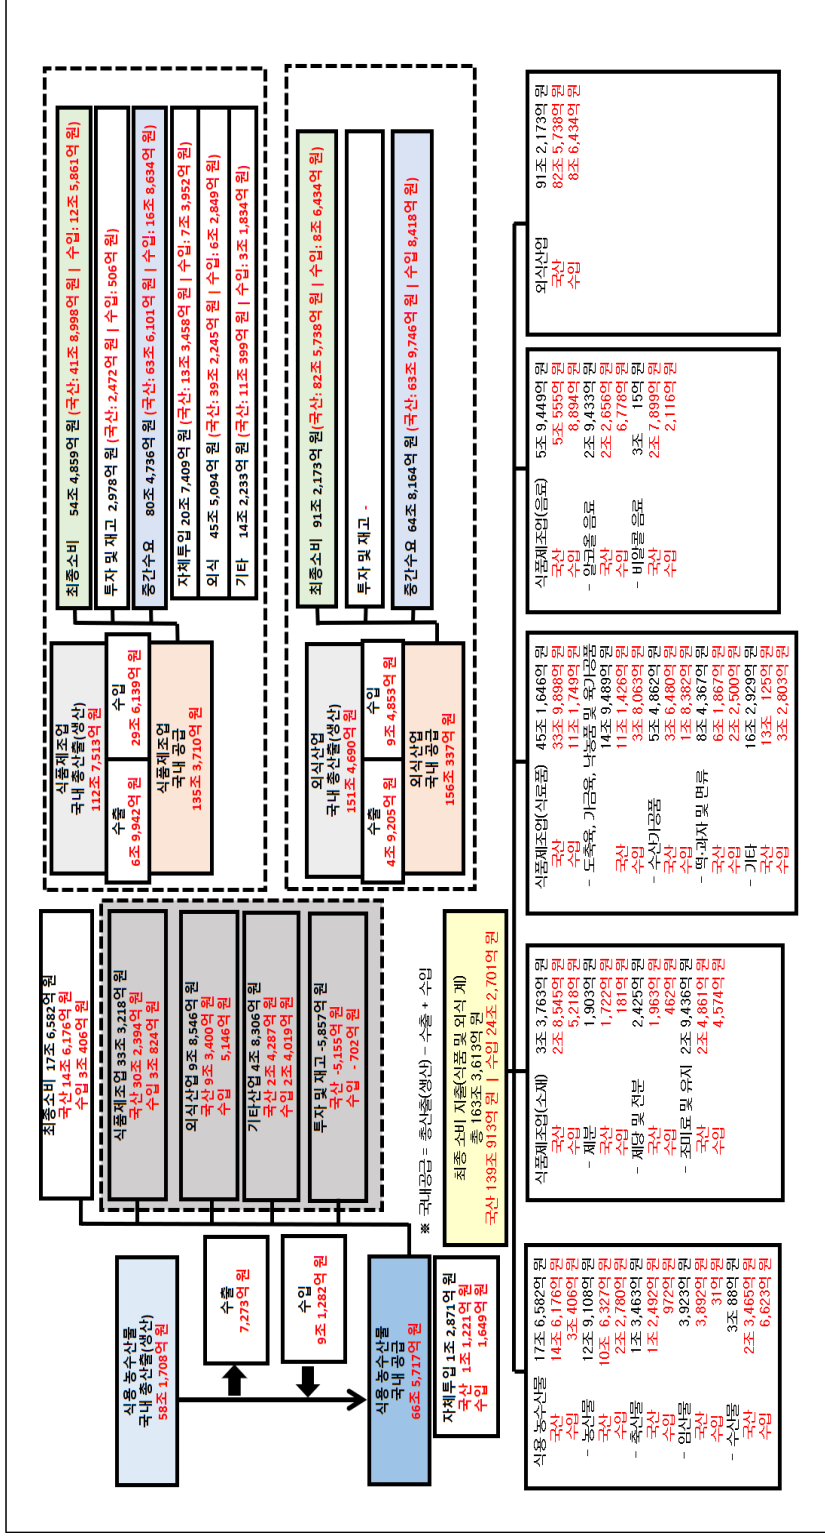 식용 농수산물
국내 총산출(생산)
58조 1,708억 원
수출
7,273억 원
수입
9조 1,282억 원
식용 농수산물
국내 공급
66조 5,717억 원
자체투입 1조 2,871억 원
국산 1조 1,221억 원
수입 1,649억 원
최종소비 17조 6,582억 원
국산 14조 6,176억 원
수입 3조 406억 원
식품제조업 33조 3,218억 원
국산 30조 2,394억 원
수입 3조 824억 원
외식산업 9조 8,546억 원
국산 9조 3,400억 원
수입 5,146억 원
기타산업 4조 8,306억 원
국산 2조 4,287억 원
수입 2조 4,019억 원
투자 및 재고 -5,857억 원
국산 -5,155억 원
수입 - 702억 원
※ 국내공급 = 총산출(생산) – 수출 + 수입
식품제조업
국내 총산출(생산)
112조 7,513억 원
수출
6조 9,942억 원
수입
29조 6,139억 원
식품제조업
국내 공급
135조 3,710억 원
최종소비 54조 4,859억 원 (국산: 41조 8,998억 원 | 수입: 12조 5,861억 원)
투자 및 재고 2,978억 원 (국산: 2,472억 원 | 수입: 506억 원)
중간수요 80조 4,736억 원 (국산: 63조 6,101억 원 | 수입: 16조 8,634억 원)
자체투입 20조 7,409억 원 (국산: 13조 3,458억 원 | 수입: 7조 3,952억 원)
외식 45조 5,094억 원 (국산: 39조 2,245억 원 | 수입: 6조 2,849억 원)
기타 14조 2,233억 원 (국산: 11조 399억 원 | 수입: 3조 1,834억 원)
외식산업
국내 총산출(생산)
151조 4,690억 원
수출
4조 9,205억 원
수입
9조 4,853억 원
외식산업
국내 공급
156조 337억 원
최종소비 91조 2,173억 원(국산: 82조 5,738억 원 | 수입: 8조 6,434억 원)
투자 및 재고 -
중간수요 64조 8,164억 원 (국산: 63조 9,746억 원 | 수입 8,418억 원)
최종 소비 지출(식품 및 외식 계)
총 163조 3,613억 원
국산 139조 913억 원 | 수입 24조 2,701억 원
식용 농수산물 17조 6,582억 원
국산 14조 6,176억 원
수입 3조 406억 원
- 농산물 12조 9,108억 원
국산 10조 6,327억 원
수입 2조 2,780억 원
- 축산물 1조 3,463억 원
국산 1조 2,492억 원
수입 972억 원
- 임산물 3,923억 원
국산 3,892억 원
수입 31억 원
- 수산물 3조 88억 원
국산 2조 3,465억 원
수입 6,623억 원
식품제조업(소재) 3조 3,763억 원
국산 2조 8,545억 원
수입 5,218억 원
- 제분 1,903억 원
국산 1,722억 원
수입 181억 원
- 제당 및 전분 2,425억 원
국산 1,963억 원
수입 462억 원
- 조미료 및 유지 2조 9,436억 원
국산 2조 4,861억 원
수입 4,574억 원
식품제조업(식료품) 45조 1,646억 원
국산 33조 9,898억 원
수입 11조 1,749억 원
- 도축육, 가금육, 낙농품 및 육가공품
14조 9,489억 원
국산 11조 1,426억 원
수입 3조 8,063억 원
- 수산가공품 5조 4,862억 원
국산 3조 6,480억 원
수입 1조 8,382억 원
- 떡·과자 및 면류 8조 4,367억 원
국산 6조 1,867억 원
수입 2조 2,500억 원
- 기타 16조 2,929억 원
국산 13조 125억 원
수입 3조 2,803억 원
식품제조업(음료) 5조 9,449억 원
국산 5조 555억 원
수입 8,894억 원
- 알코올 음료 2조 9,433억 원
국산 2조 2,656억 원
수입 6,778억 원
- 비알콜 음료 3조 15억 원
국산 2조 7,899억 원
수입 2,116억 원
외식산업 91조 2,173억 원
국산 82조 5,738억 원
수입 8조 6,434억 원